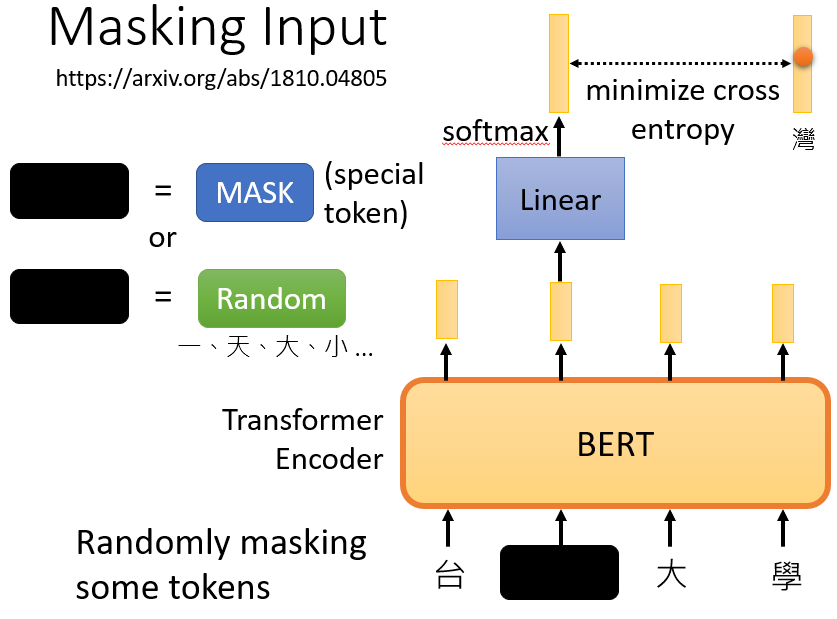 Masking Input
https://arxiv.org/abs/1810.04805
minimize cross
entropy
灣
softmax
Linear
= MASK (special
token)
or
= Random
一、天、大、小 ...
Transformer
Encoder
BERT
Randomly masking
some tokens
台 大 學